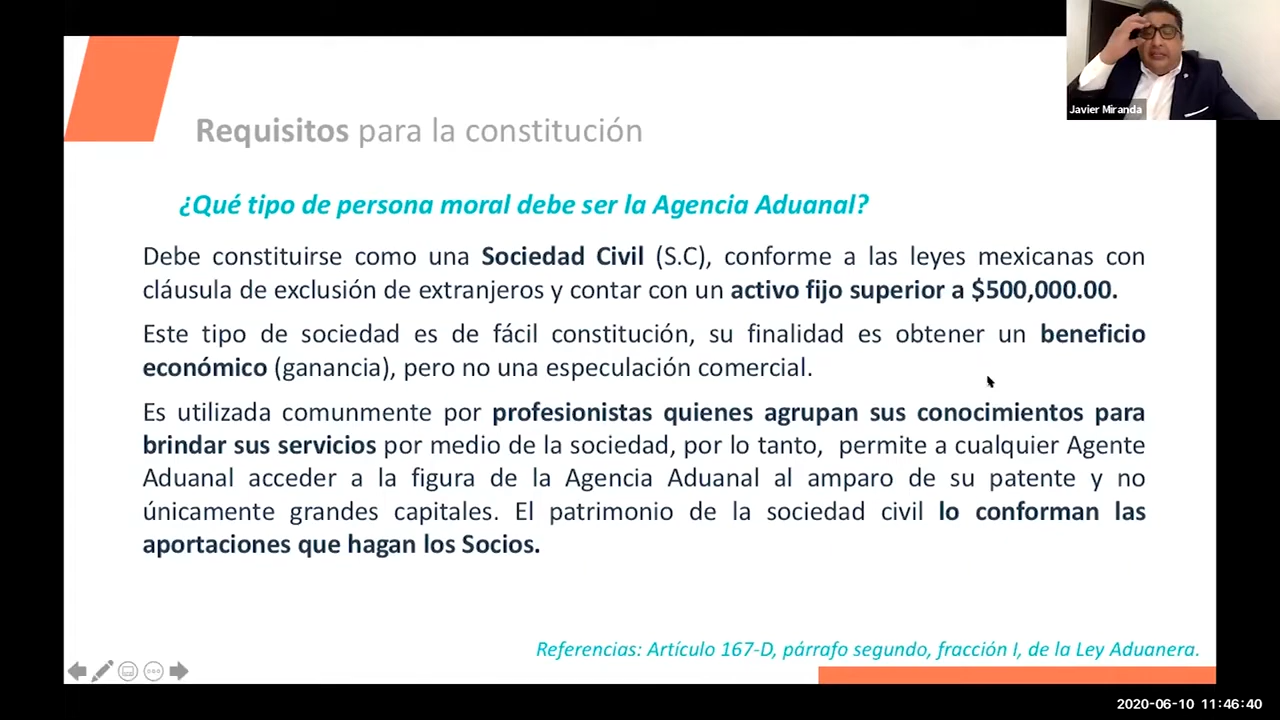 Javier Miranda
Requisitos para la constitución
¿Qué tipo de persona moral debe ser la Agencia Aduanal?
Debe constituirse como una Sociedad Civil (S.C), conforme a las leyes mexicanas con
cláusula de exclusión de extranjeros y contar con un activo fijo superior a $500,000.00.
Este tipo de sociedad es de fácil constitución, su finalidad es obtener un beneficio
económico (ganancia), pero no una especulación comercial.
Es utilizada comunmente por profesionistas quienes agrupan sus conocimientos para
brindar sus servicios por medio de la sociedad, por lo tanto, permite a cualquier Agente
Aduanal acceder a la figura de la Agencia Aduanal al amparo de su patente y no
únicamente grandes capitales. El patrimonio de la sociedad civil lo conforman las
aportaciones que hagan los Socios.
Referencias: Artículo 167-D, párrafo segundo, fracción I, de la Ley Aduanera.
2020-06-10 11:46:40